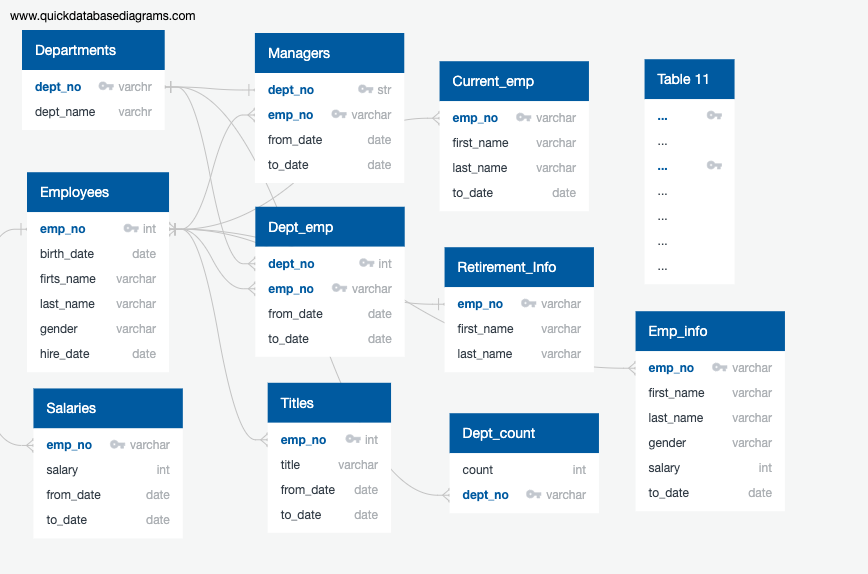 www.quickdatabasediagrams.com
Departments
dept_no varchr
dept_name varchr
Managers
dept_no str
emp_no varchar
from_date date
to_date date
Current_emp
emp_no varchar
first_name varchar
last_name varchar
to_date date
Table 11
...
...
...
...
...
...
...
Employees
emp_no int
birth_date date
firts_name varchar
last_name varchar
gender varchar
hire_date date
Dept_emp
dept_no int
emp_no varchar
from_date date
to_date date
Retirement_Info
emp_no varchar
first_name varchar
last_name varchar
Emp_info
emp_no varchar
first_name varchar
last_name varchar
gender varchar
salary int
to_date date
Salaries
emp_no varchar
salary int
from_date date
to_date date
Titles
emp_no int
title varchar
from_date date
to_date date
Dept_count
count int
dept_no varchar